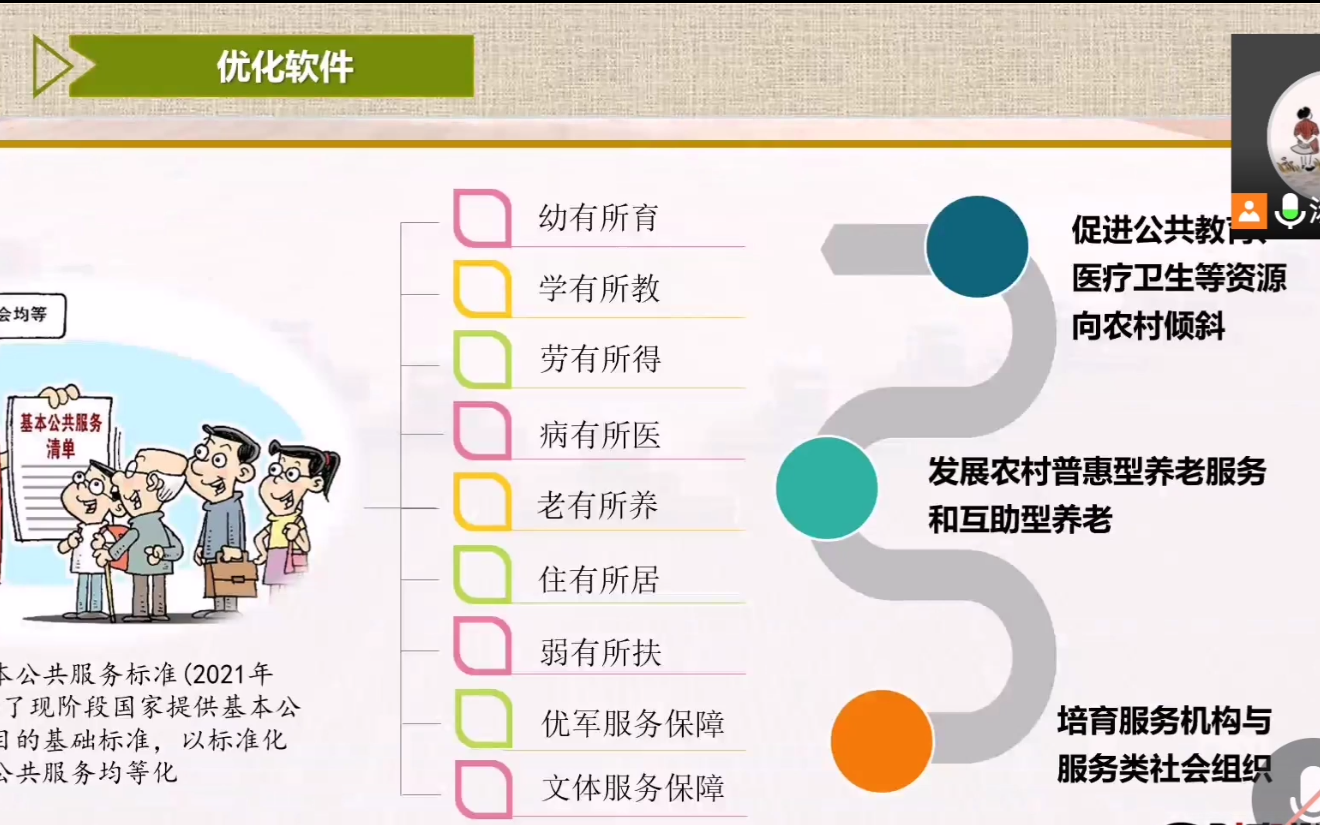 优化软件
会均等
基本公共服务
清单
本公共服务标准(2021年
了现阶段国家提供基本公
目的基础标准，以标准化
公共服务均等化
幼有所育
学有所教
劳有所得
病有所医
老有所养
住有所居
弱有所扶
优军服务保障
文体服务保障
促进公共教育、
医疗卫生等资源
向农村倾斜
发展农村普惠型养老服务
和互助型养老
培育服务机构与
服务类社会组织